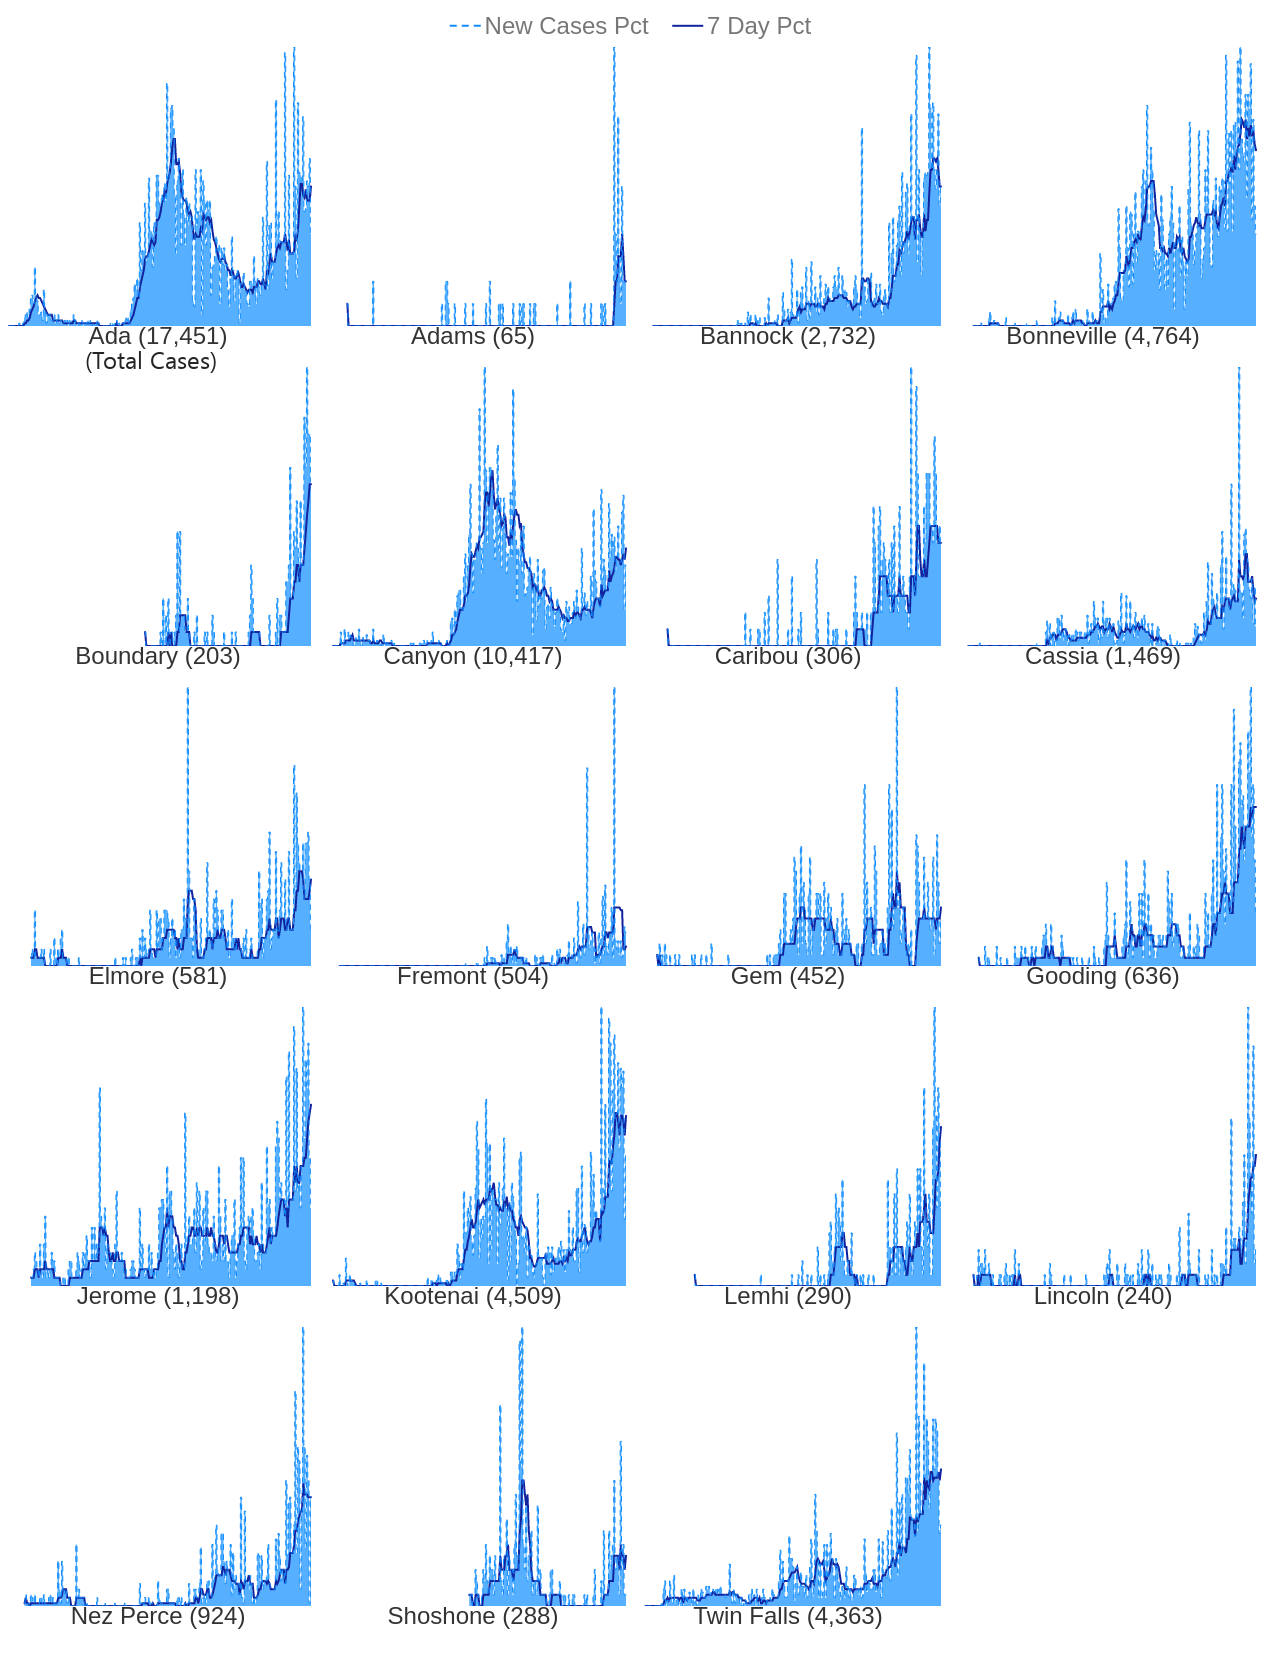 New Cases Pct 7 Day Pct
Ada (17,451) Adams (65) Bannock (2,732) Bonneville (4,764)
(Total Cases)
Boundary (203) Canyon (10,417) Caribou (306) Cassia (1,469)
Elmore (581) Fremont (504) Gem (452) Gooding (636)
Jerome (1,198) Kootenai (4,509) Lemhi (290) Lincoln (240)
Nez Perce (924) Shoshone (288) Twin Falls (4,363)